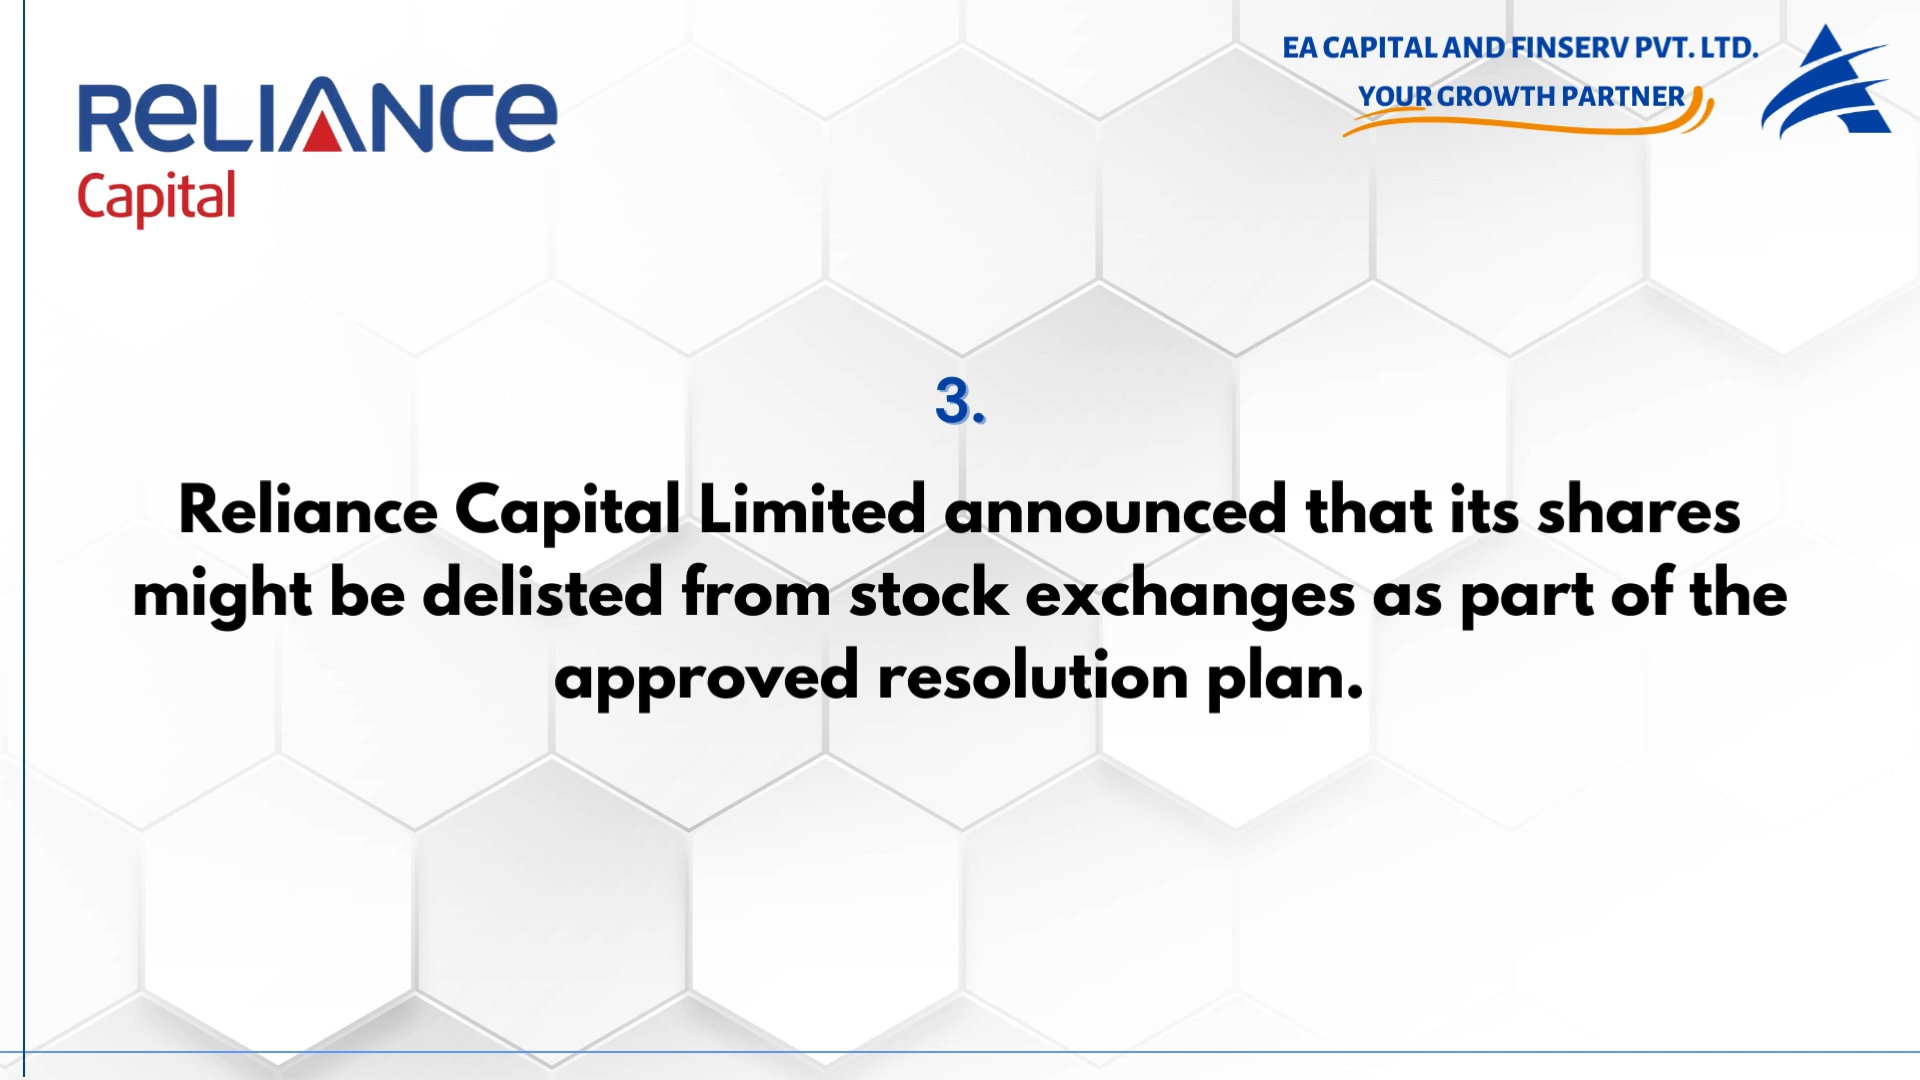 RELIANCE
Capital
EA CAPITAL AND FINSERV PVT. LTD.
YOUR GROWTH PARTNER
3.
Reliance Capital Limited announced that its shares
might be delisted from stock exchanges as part of the
approved resolution plan.